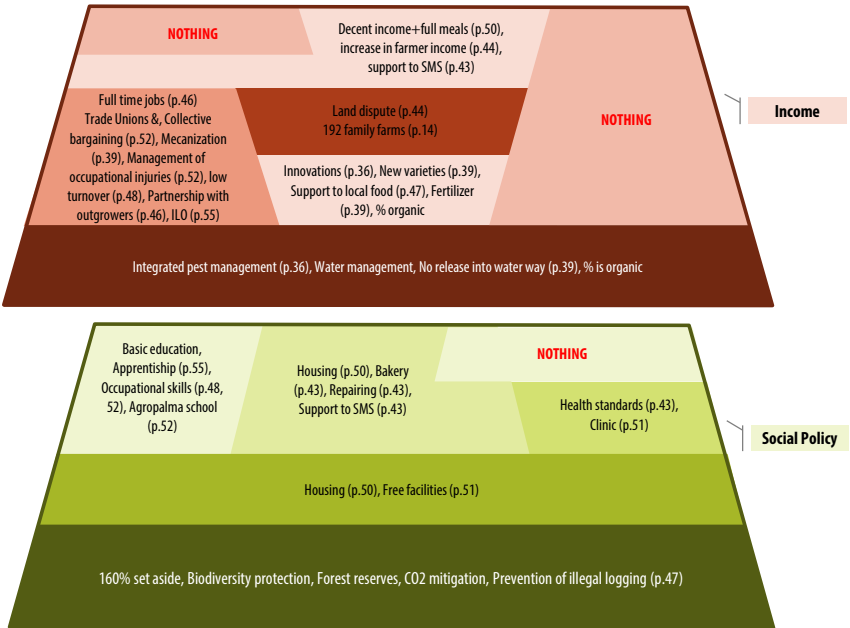 NOTHING
Decent income+full meals (p.50),
increase in farmer income (p.44),
support to SMS (p.43)
NOTHING
Income
Full time jobs (p.46)
Trade Unions &, Collective
bargaining (p.52), Mecanization
(p.39), Management of
occupational injuries (p.52), low
turnover (p.48), Partnership with
outgrowers (p.46), ILO (p.55)
Land dispute (p.44)
192 family farms (p.14)
Innovations (p.36), New varieties (p.39),
Support to local food (p.47), Fertilizer
(p.39), % organic
Integrated pest management (p.36), Water management, No release into water way (p.39), % is organic
Basic education,
Apprentiship (p.55),
Occupational skills (p.48,
52), Agropalma school
(p.52)
Housing (p.50), Bakery
(p.43), Repairing (p.43),
Support to SMS (p.43)
NOTHING
Health standards (p.43),
Clinic (p.51)
Social Policy
Housing (p.50), Free facilities (p.51)
160% set aside, Biodiversity protection, Forest reserves, CO2 mitigation, Prevention of illegal logging (p.47)